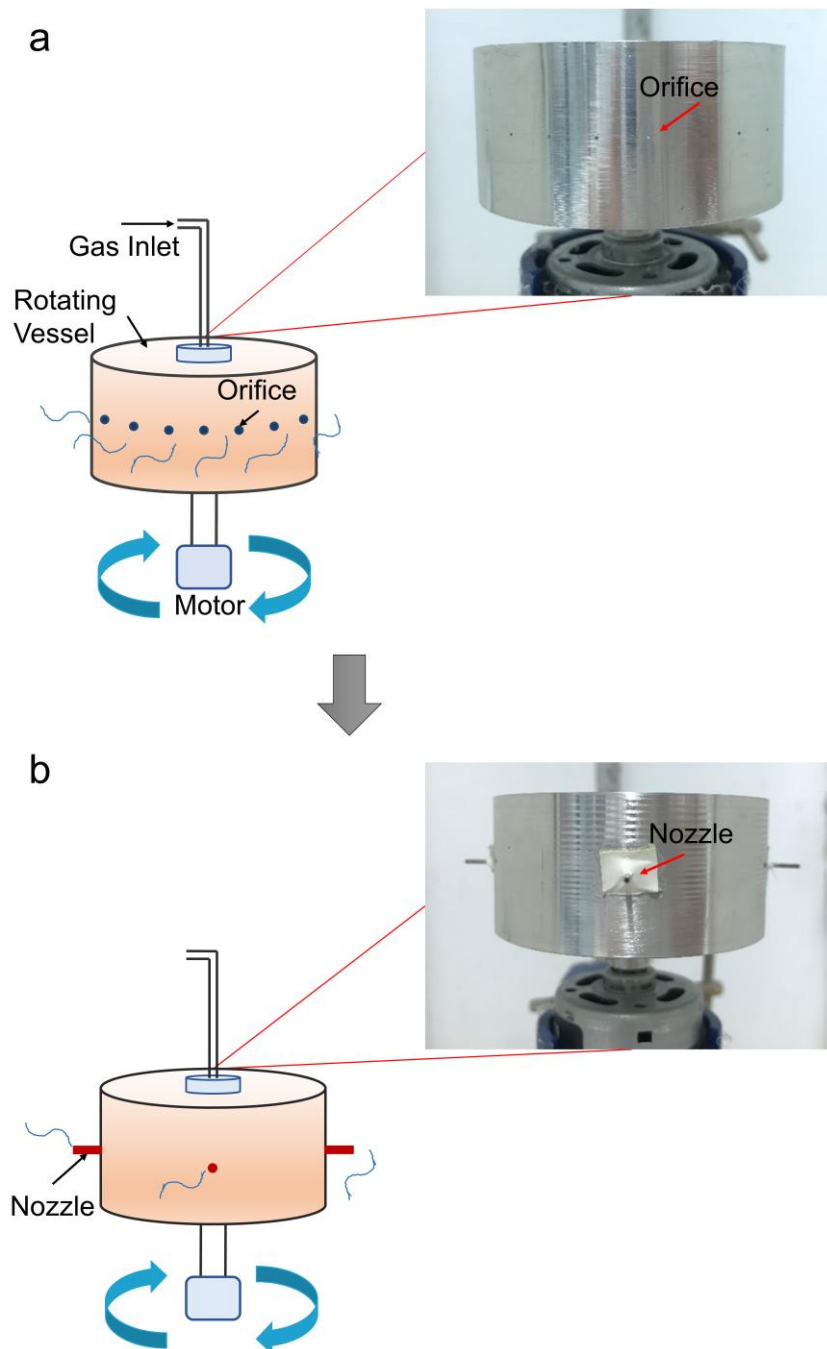 a
Orifice
Gas Inlet
Rotating
Vessel
Orifice
Motor
b
Nozzle
Nozzle